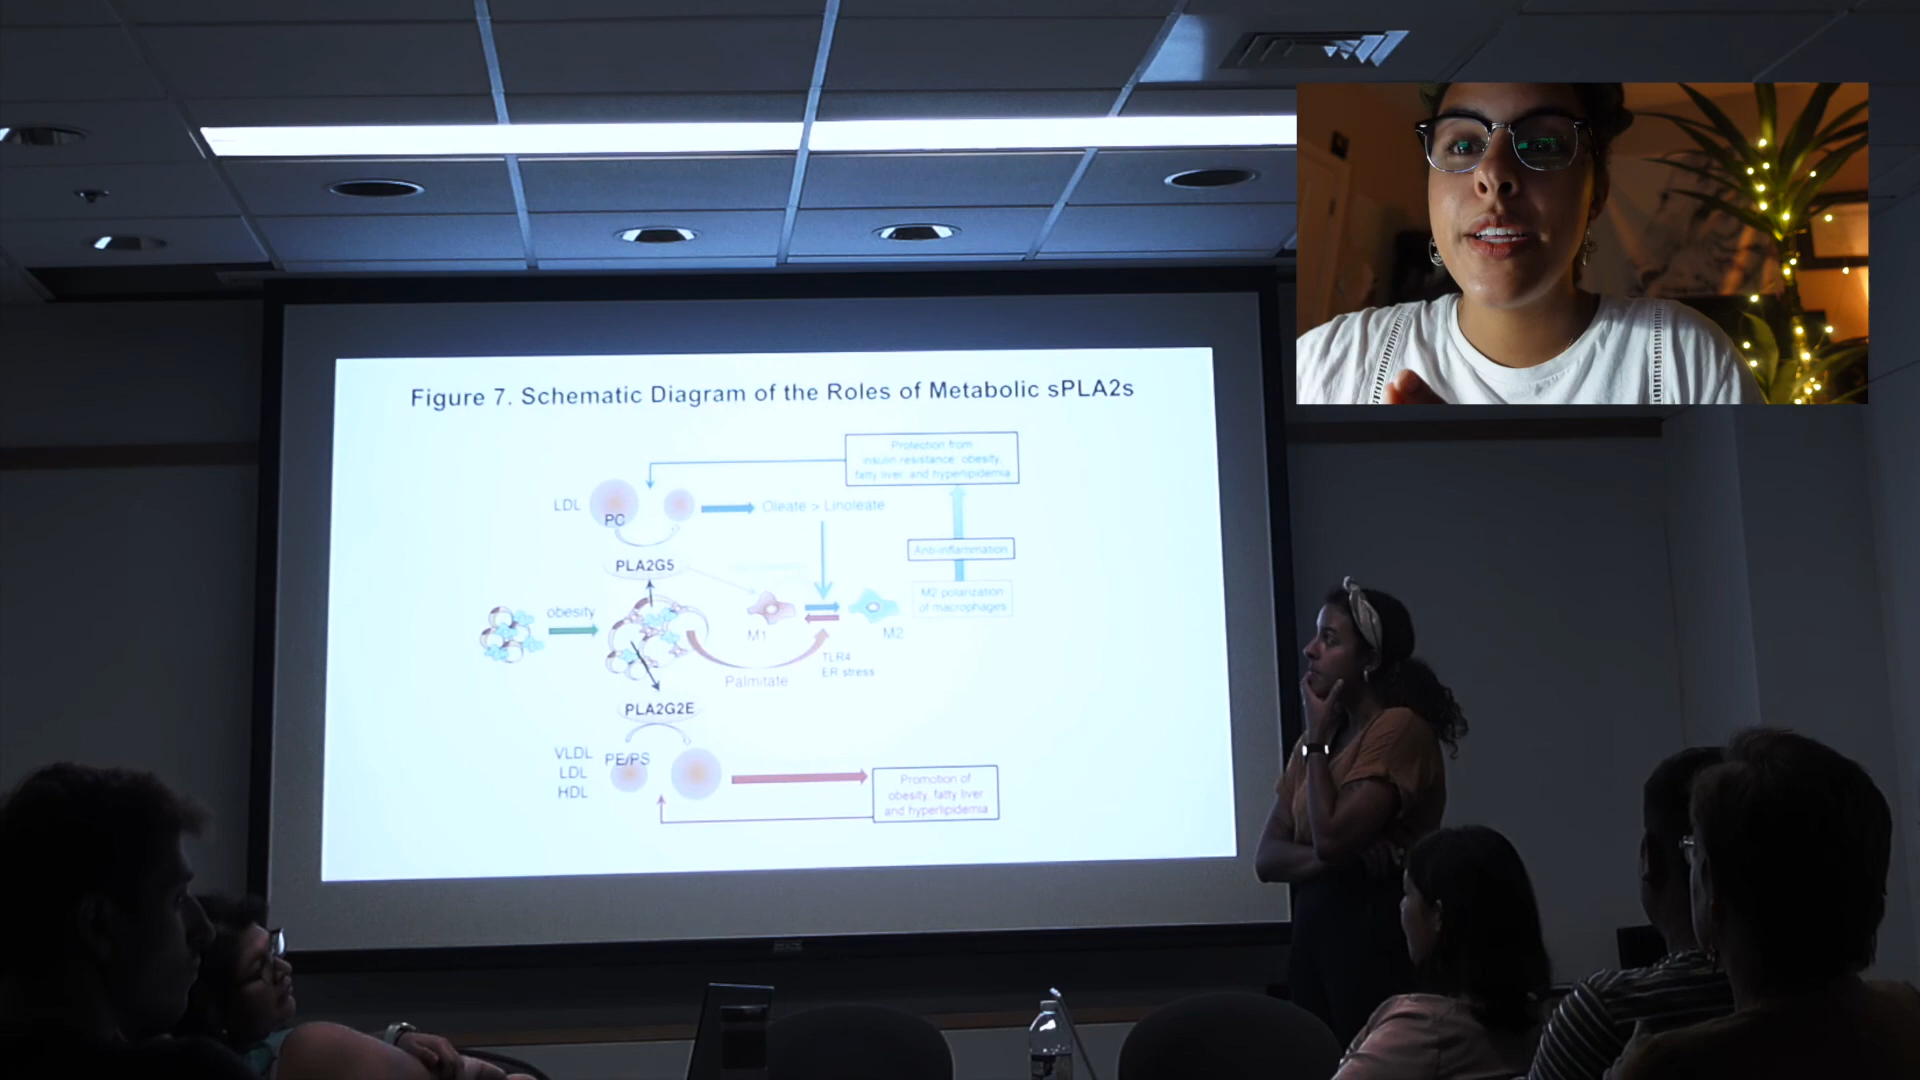 Figure 7. Schematic Diagram of the Roles of Metabolic sPLA2s
Protection from
insulin resistance, obesity,
fatty liver, and hyperlipidemia
LDL
PC
Oleate > Linoleate
Anti-inflammation
PLA2G5
M2 polarization
of macrophages
obesity
M1
M2
TLR4
ER stress
Palmitate
PLA2G2E
VLDL
LDL
HDL
PE/PS
Promotion of
obesity, fatty liver
and hyperlipidemia